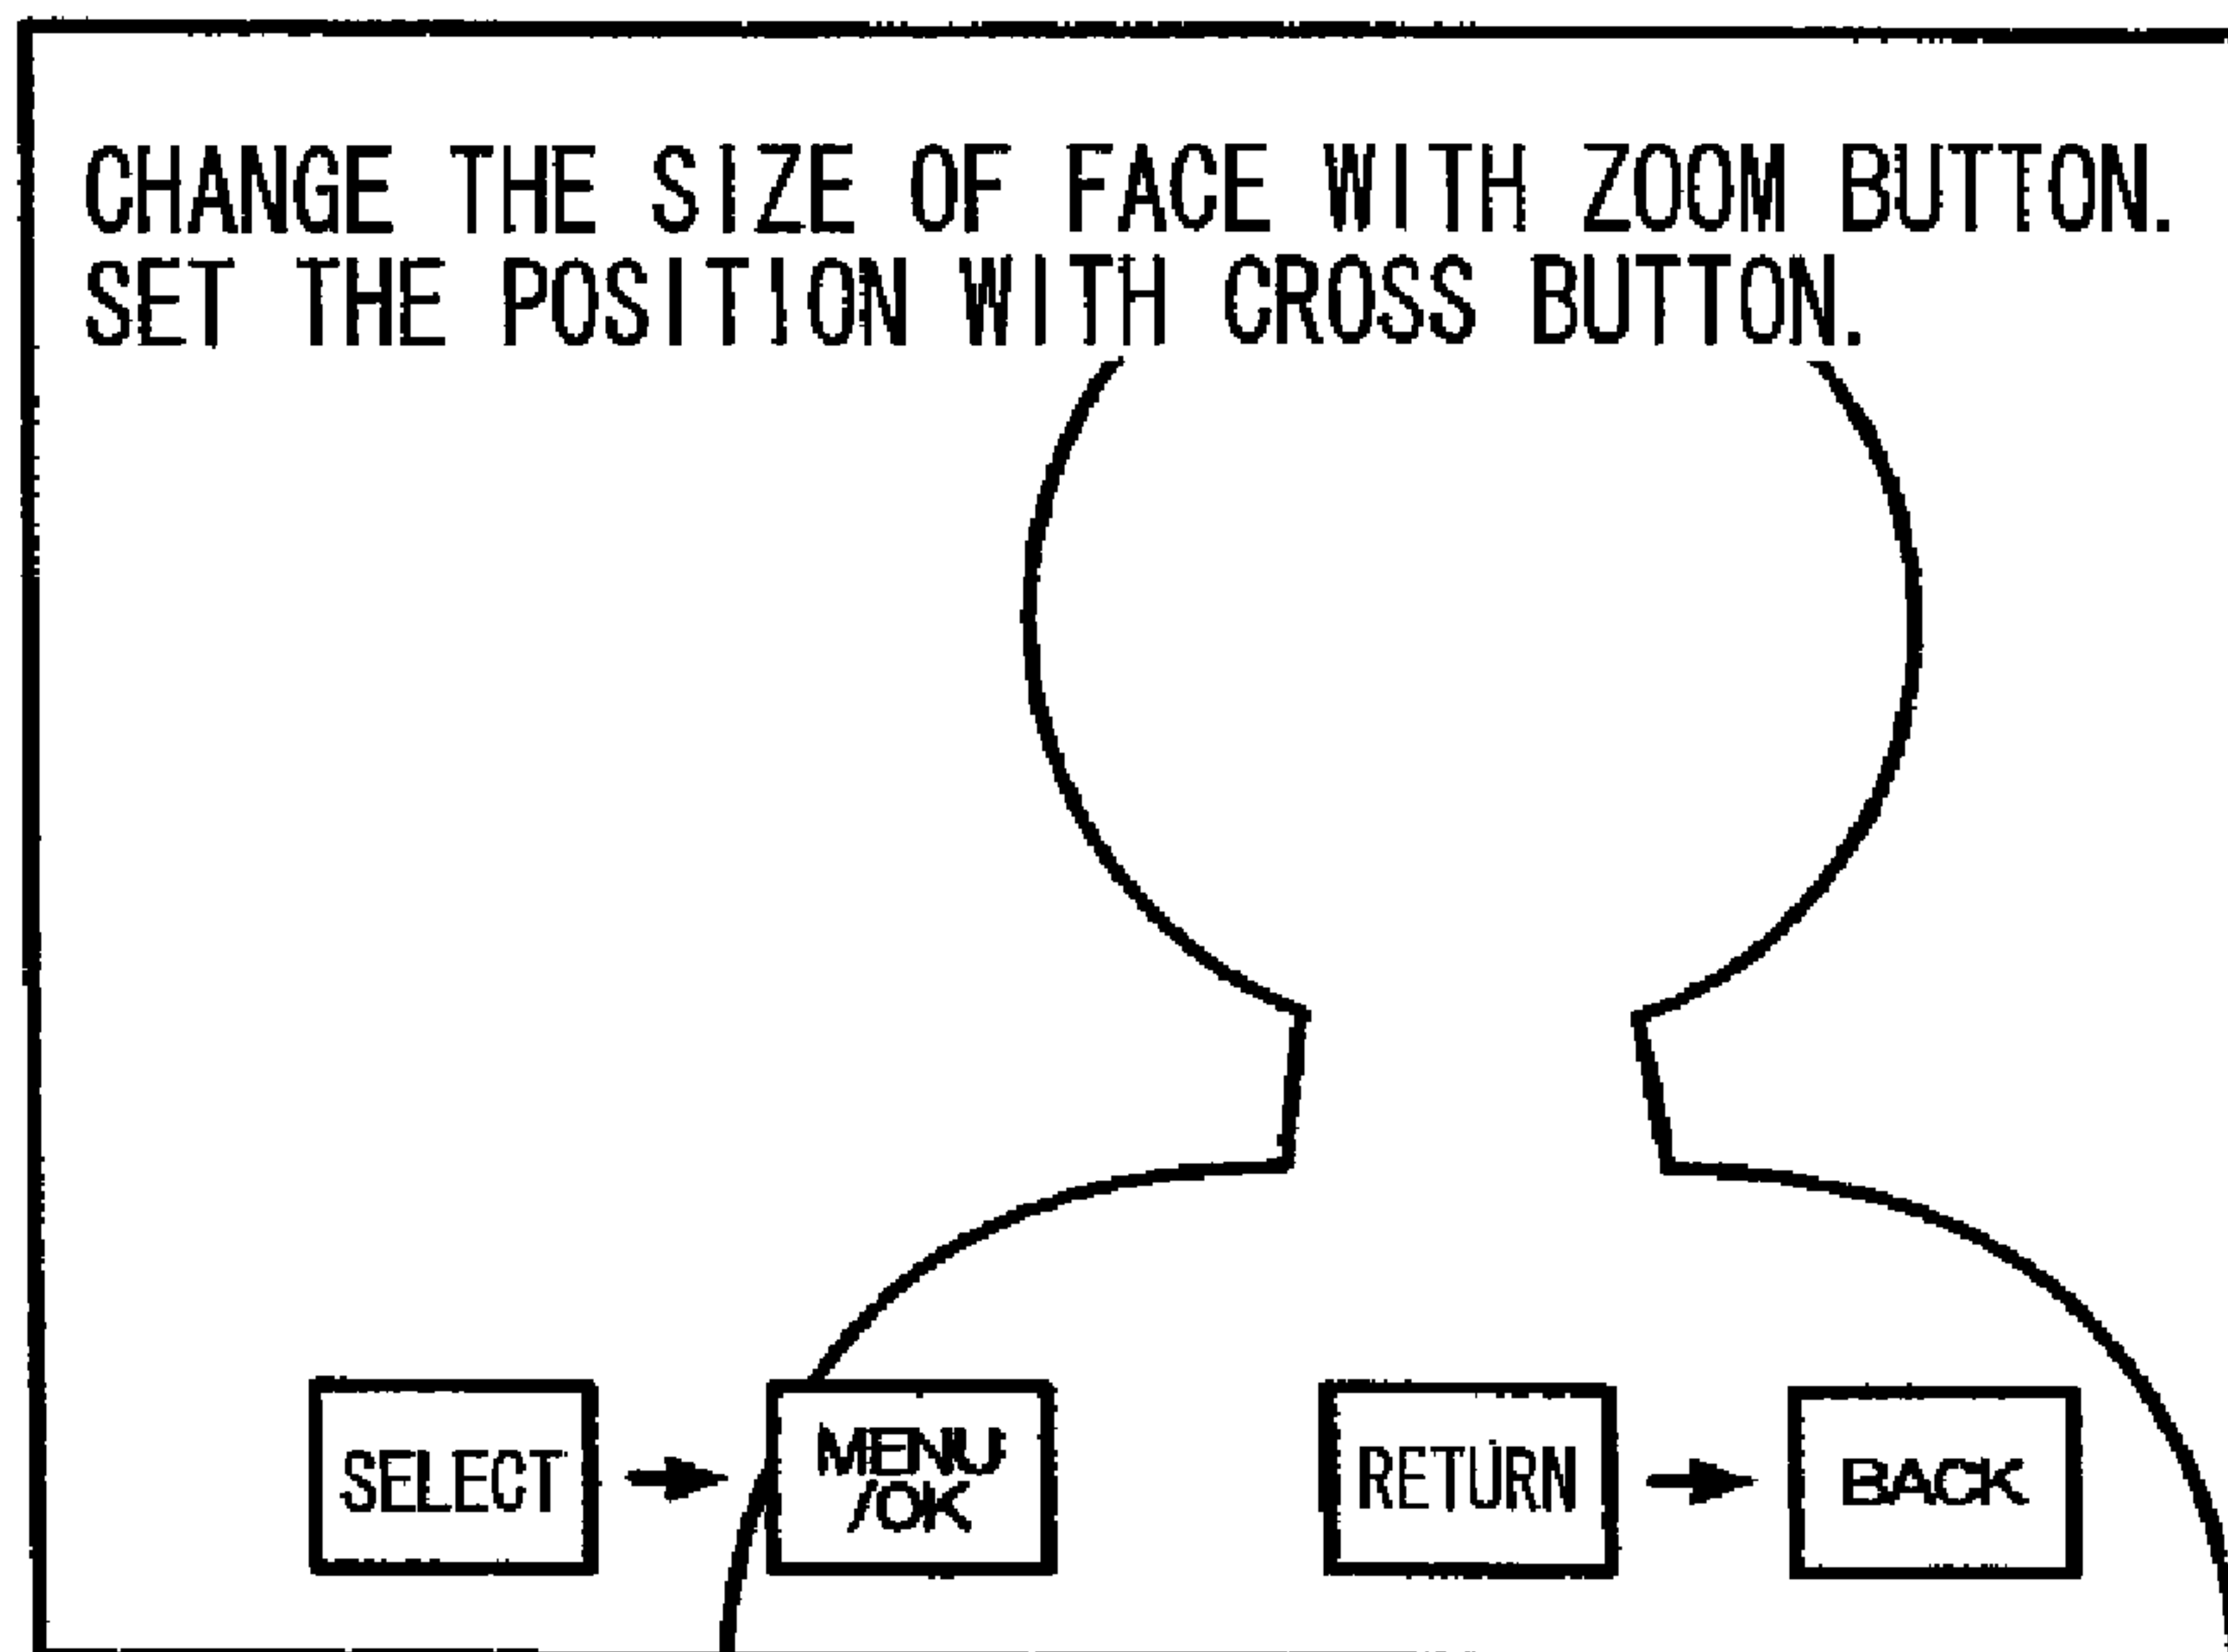 CHANGE THE SIZE OF FACE WITH ZOOM BUTTON.
SET THE POSITION WITH CROSS BUTTON.
SELECT
MENU
/OK
RETURN
BACK